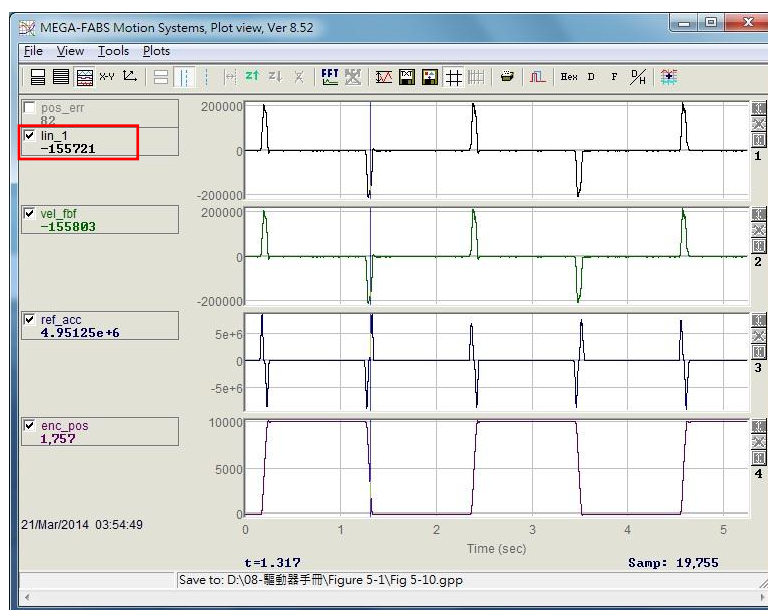 MEGA-FABS Motion Systems, Plot view, Ver 8.52
File View Tools Plots
X-Y FFT Hex D F D/H
pos_err
82
lin_1
-155721
200000
0
-200000
1
vel_fbf
-155803
200000
0
-200000
2
ref_acc
4.95125e+6
5e+6
0
-5e+6
3
enc_pos
1,757
10000
5000
0
4
21/Mar/2014 03:54:49
0 1 2 3 4 5
Time (sec)
t=1.317 Samp: 19,755
Save to: D:\08-驅動器手冊\Figure 5-1\Fig 5-10.gpp